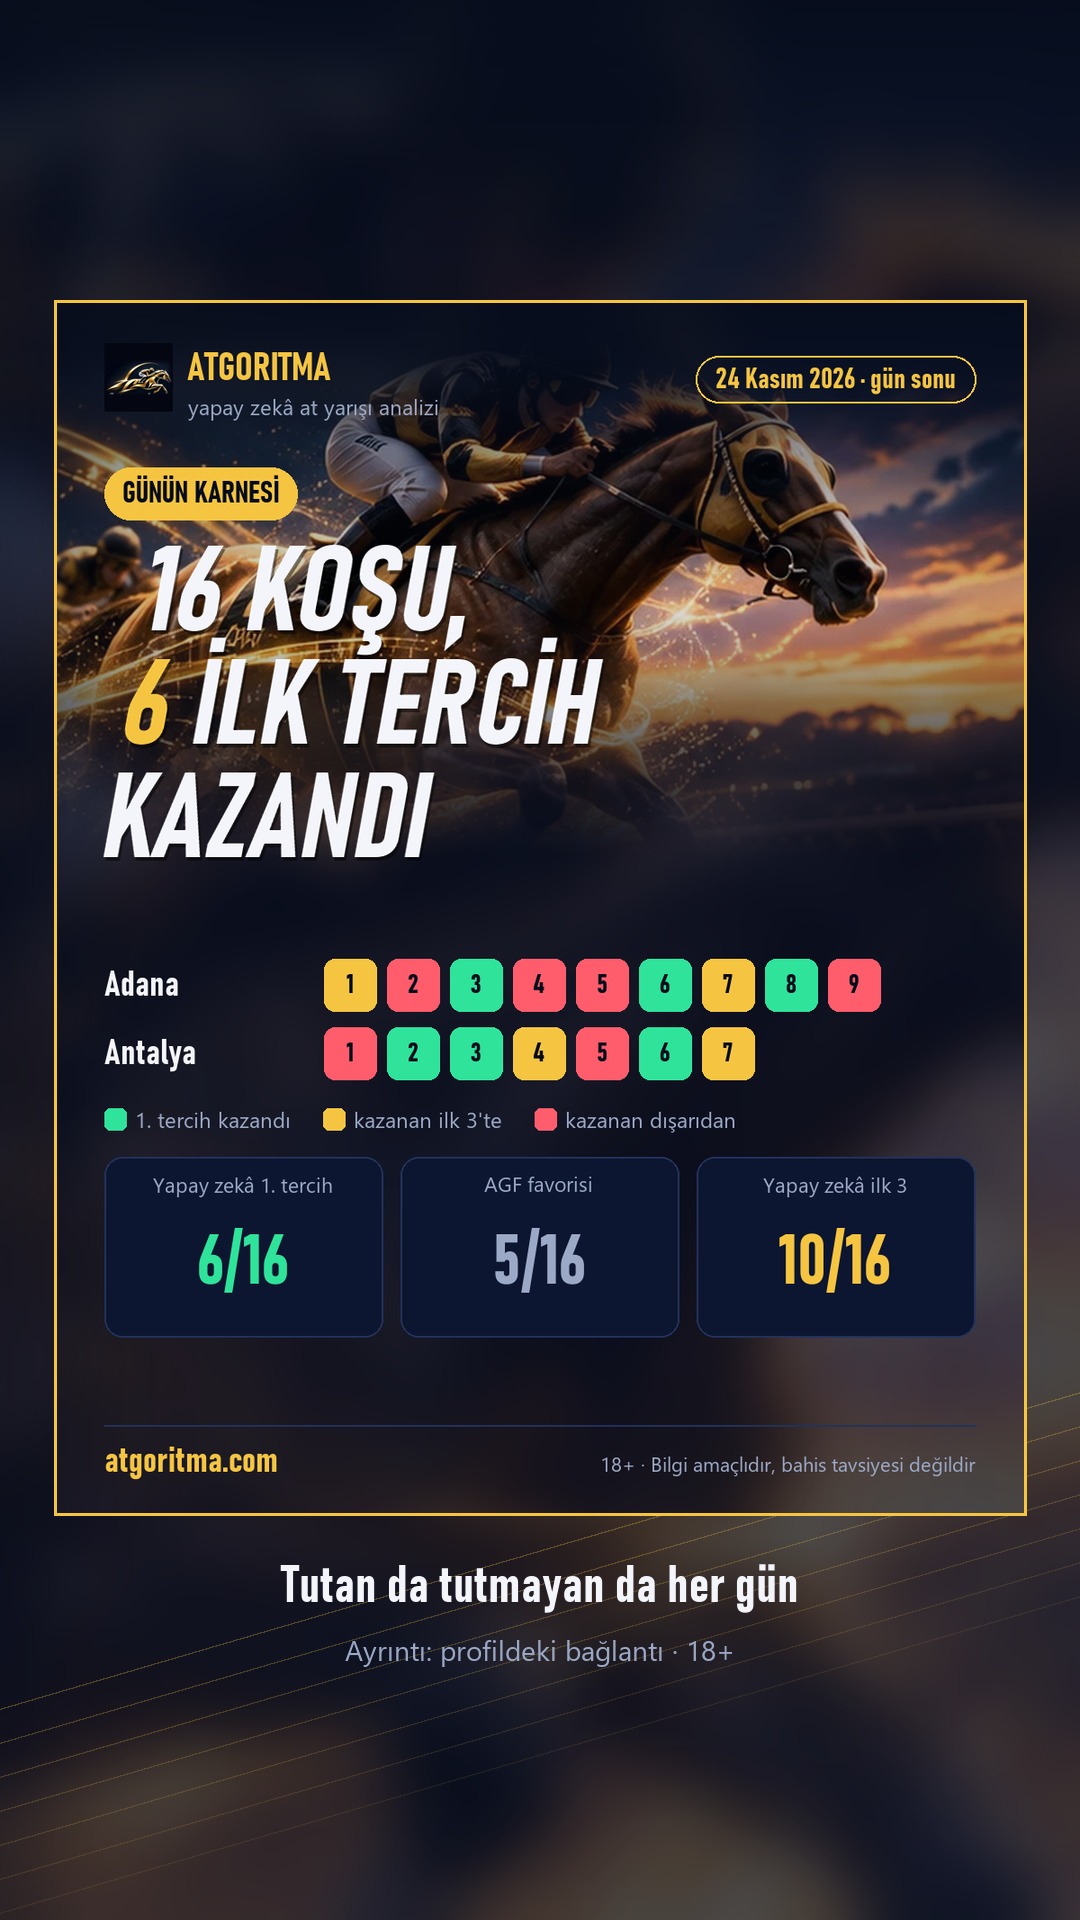 ATGORITMA
yapay zekâ at yarışı analizi
24 Kasım 2026 · gün sonu
GÜNÜN KARNESİ
16 KOŞU,
6 İLK TERCİH
KAZANDI
Adana 1 2 3 4 5 6 7 8 9
Antalya 1 2 3 4 5 6 7
1. tercih kazandı kazanan ilk 3'te kazanan dışarıdan
Yapay zekâ 1. tercih AGF favorisi Yapay zekâ ilk 3
6/16 5/16 10/16
atgoritma.com 18+ · Bilgi amaçlıdır, bahis tavsiyesi değildir
Tutan da tutmayan da her gün
Ayrıntı: profildeki bağlantı · 18+